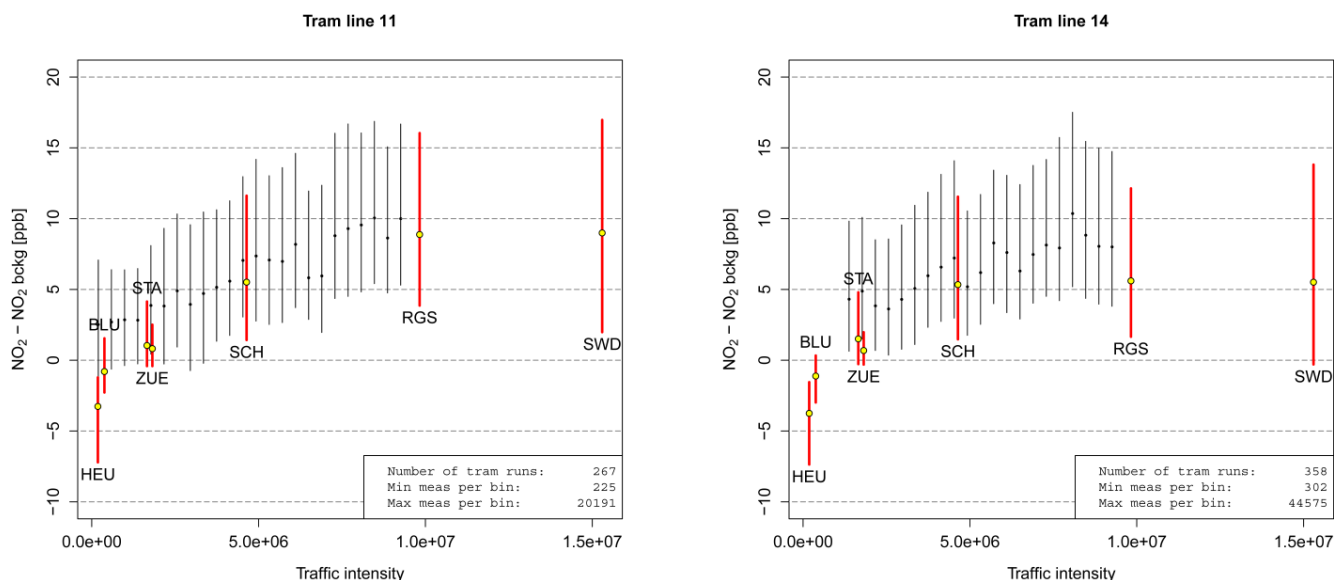 Tram line 11
NO2 − NO2 bckg [ppb]
20
15
10
5
0
−5
−10
STA
BLU
ZUE
SCH
RGS
SWD
HEU
Number of tram runs: 267
Min meas per bin: 225
Max meas per bin: 20191
0.0e+00 5.0e+06 1.0e+07 1.5e+07
Traffic intensity
Tram line 14
NO2 − NO2 bckg [ppb]
20
15
10
5
0
−5
−10
STA
BLU
ZUE
SCH
RGS
SWD
HEU
Number of tram runs: 358
Min meas per bin: 302
Max meas per bin: 44575
0.0e+00 5.0e+06 1.0e+07 1.5e+07
Traffic intensity